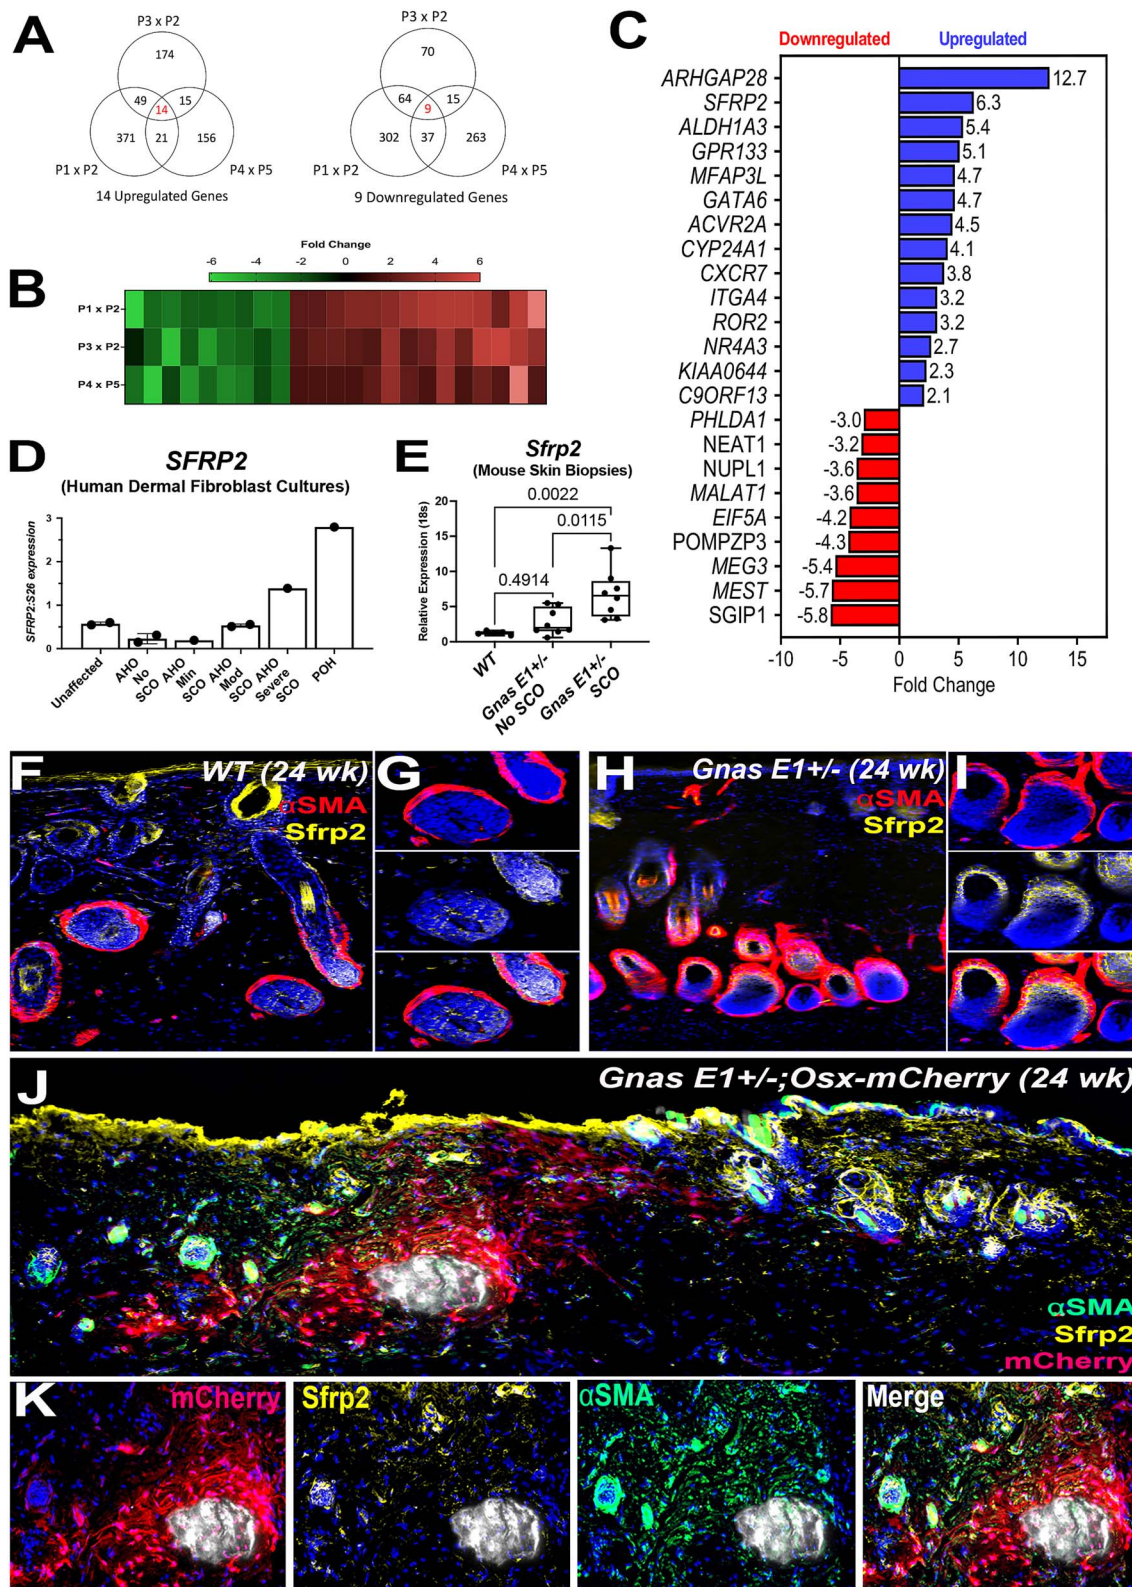 A
P3 x P2
174
49
14
15
371
21
156
P1 x P2
P4 x P5
14 Upregulated Genes
P3 x P2
70
64
9
15
302
37
263
P1 x P2
P4 x P5
9 Downregulated Genes
B
Fold Change
-6 -4 -2 0 2 4 6
P1 x P2
P3 x P2
P4 x P5
C
Downregulated Upregulated
ARHGAP28 12.7
SFRP2 6.3
ALDH1A3 5.4
GPR133 5.1
MFAP3L 4.7
GATA6 4.7
ACVR2A 4.5
CYP24A1 4.1
CXCR7 3.8
ITGA4 3.2
ROR2 3.2
NR4A3 2.7
KIAA0644 2.3
C9ORF13 2.1
PHLDA1 -3.0
NEAT1 -3.2
NUPL1 -3.6
MALAT1 -3.6
EIF5A -4.2
POMPZP3 -4.3
MEG3 -5.4
MEST -5.7
SGIP1 -5.8
-10 -5 0 5 10 15
Fold Change
D
SFRP2
(Human Dermal Fibroblast Cultures)
SFRP2:S26 expression
3
2
1
0
Unaffected
AHO
No
SCO
AHO
Min
SCO
AHO
Mod
SCO
AHO
Severe
SCO
POH
E
Sfrp2
(Mouse Skin Biopsies)
Relative Expression (18s)
0.0022
0.0115
0.4914
15
10
5
0
WT
Gnas E1+/-
No SCO
Gnas E1+/-
SCO
F
WT (24 wk)
αSMA
Sfrp2
G
H
Gnas E1+/- (24 wk)
αSMA
Sfrp2
I
J
Gnas E1+/-;Osx-mCherry (24 wk)
αSMA
Sfrp2
mCherry
K
mCherry
Sfrp2
αSMA
Merge